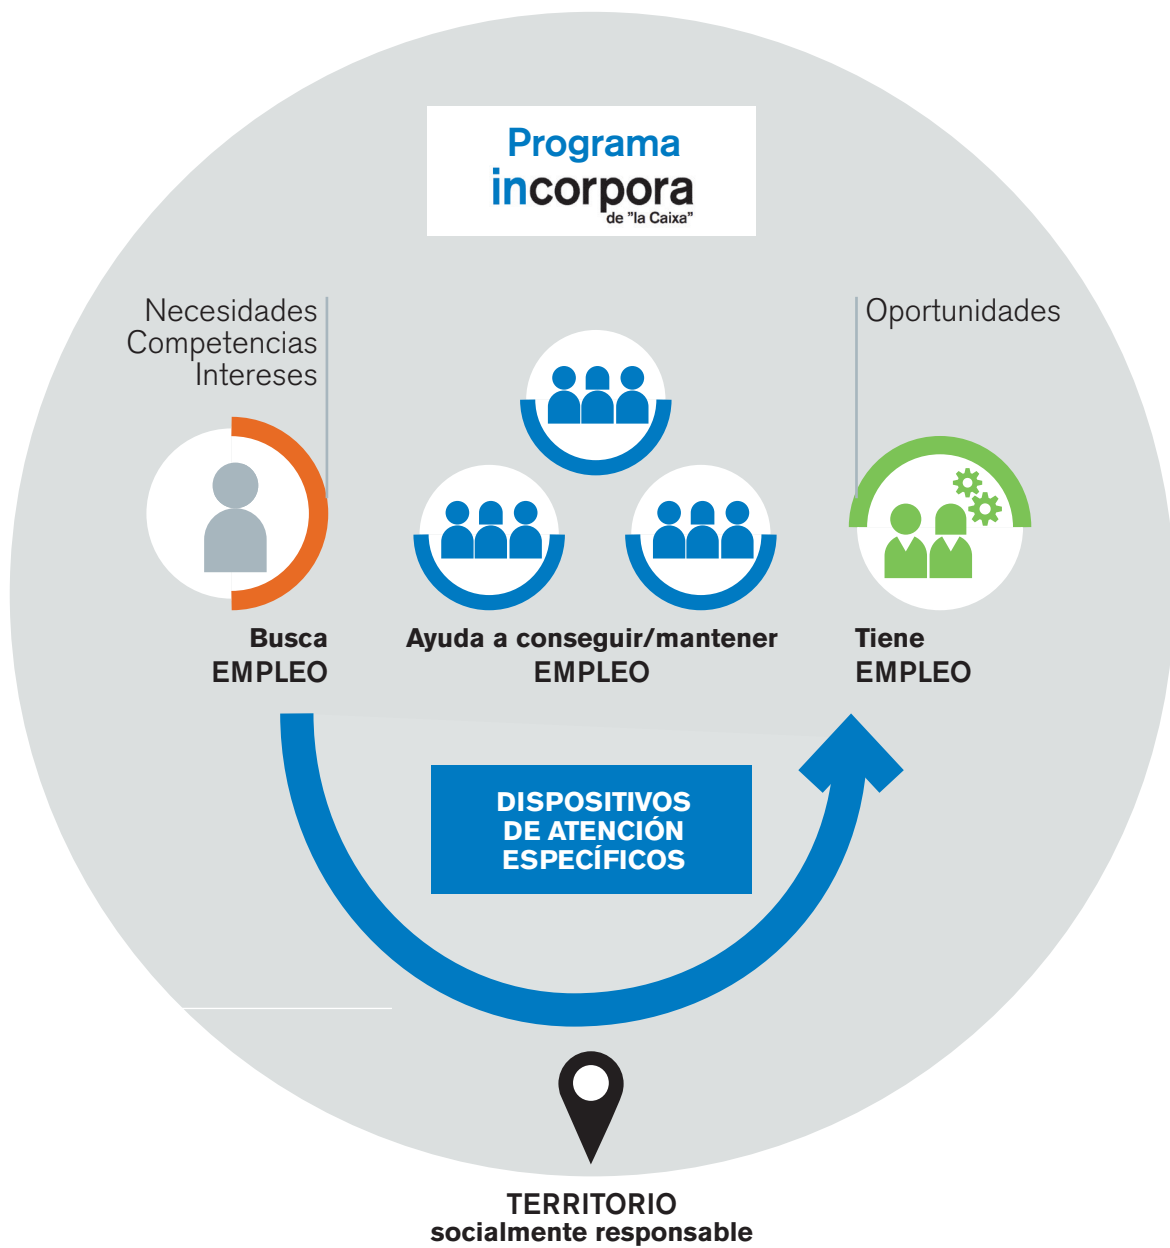 Programa
incorpora
de "la Caixa"
Necesidades
Competencias
Intereses
Oportunidades
Busca
EMPLEO
Ayuda a conseguir/mantener
EMPLEO
Tiene
EMPLEO
DISPOSITIVOS
DE ATENCIÓN
ESPECÍFICOS
TERRITORIO
socialmente responsable